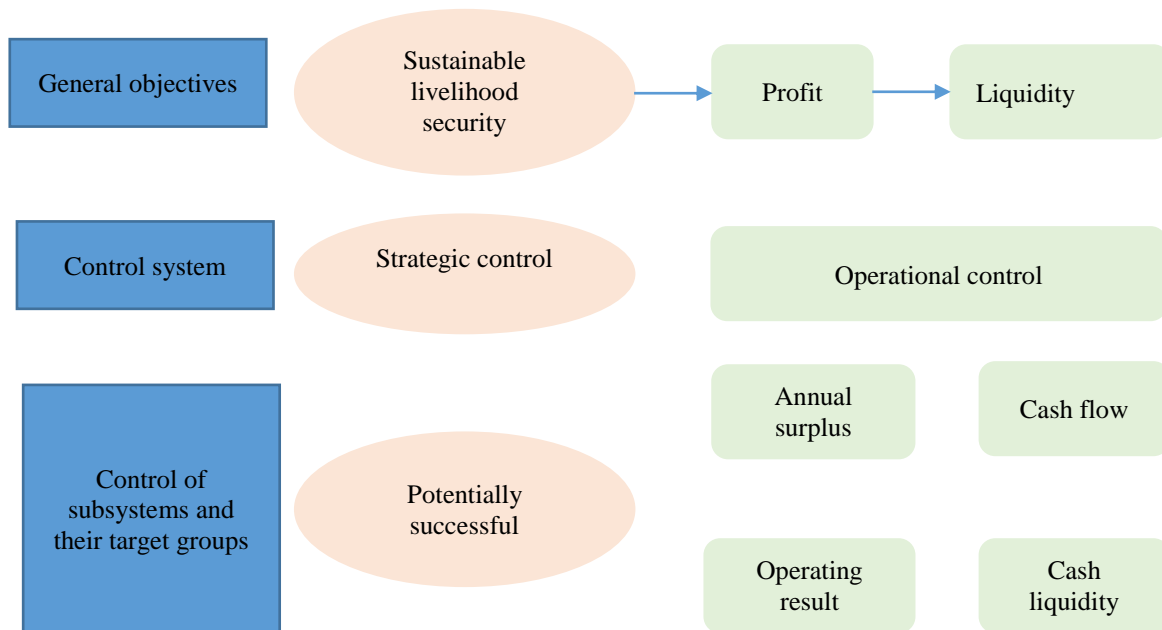 General objectives
Sustainable
livelihood
security
Profit
Liquidity
Control system
Strategic control
Operational control
Control of
subsystems and
their target groups
Potentially
successful
Annual
surplus
Cash flow
Operating
result
Cash
liquidity